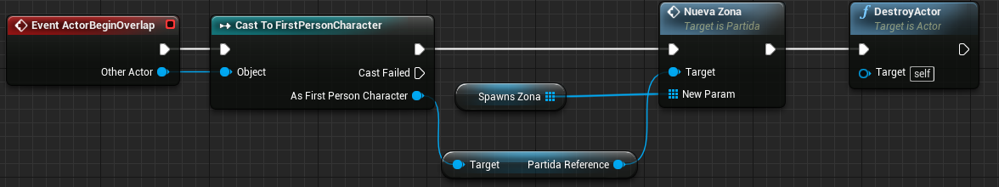 Event ActorBeginOverlap
Other Actor
Cast To FirstPersonCharacter
Object
Cast Failed
As First Person Character
Spawns Zona
Target
Partida Reference
Nueva Zona
Target is Partida
Target
New Param
f DestroyActor
Target is Actor
Target self